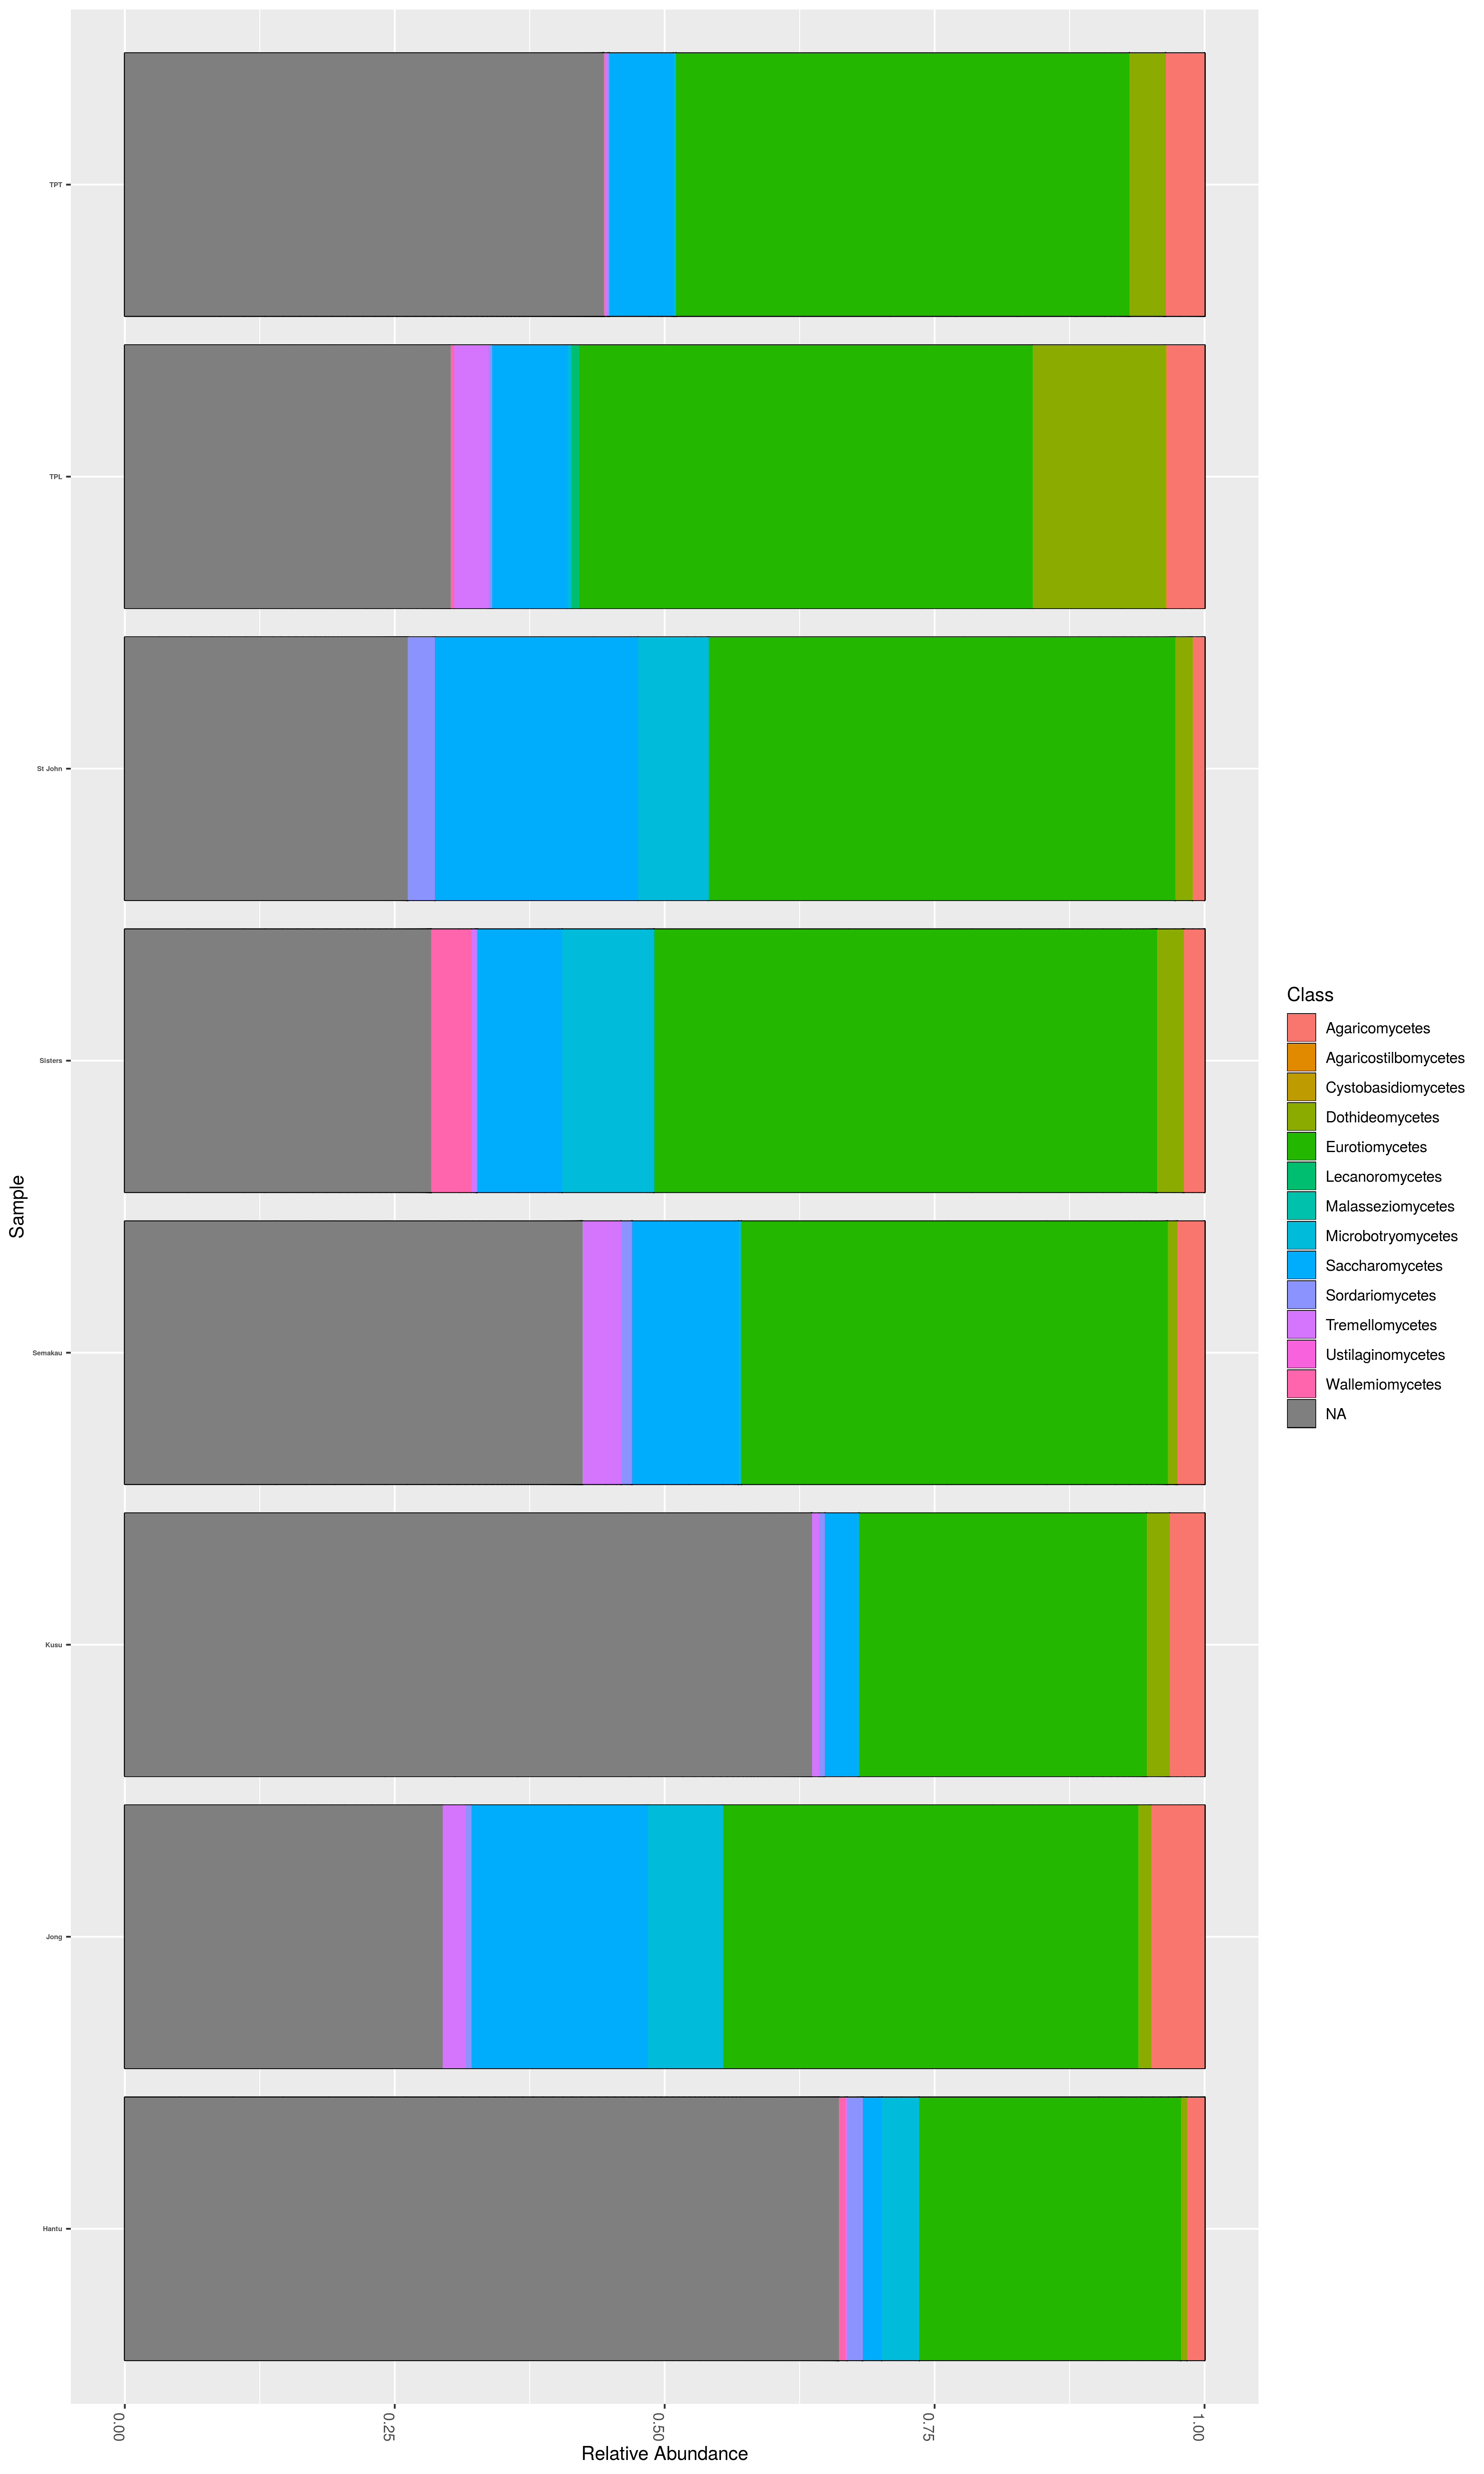 TPT
TPL
St John
Sisters
Semakau
Kusu
Jong
Hantu
Sample
0.00
0.25
0.50
0.75
1.00
Relative Abundance
Class
Agaricomycetes
Agaricostilbomycetes
Cystobasidiomycetes
Dothideomycetes
Eurotiomycetes
Lecanoromycetes
Malasseziomycetes
Microbotryomycetes
Saccharomycetes
Sordariomycetes
Tremellomycetes
Ustilaginomycetes
Wallemiomycetes
NA